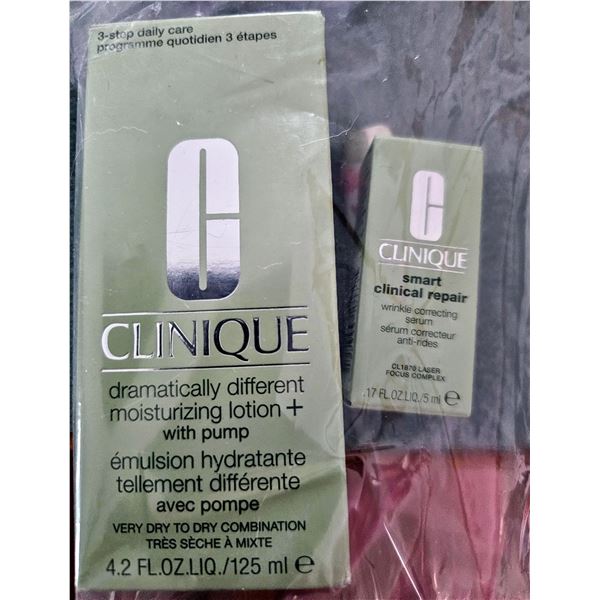 3-step daily care
programme quotidien 3 étapes
C
CLINIQUE
dramatically different
moisturizing lotion +
with pump
émulsion hydratante
tellement différente
avec pompe
VERY DRY TO DRY COMBINATION
TRÈS SÈCHE À MIXTE
4.2 FL.OZ.LIQ./125 ml e
C
CLINIQUE
smart
clinical repair
wrinkle correcting
serum
sérum correcteur
anti-rides
CL1870 LASER
FOCUS COMPLEX
.17 FL.OZ.LIQ./5 ml e